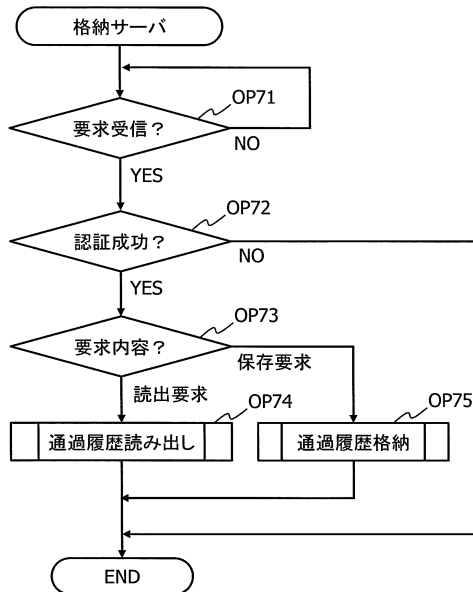 格納サーバ
OP71
要求受信？
NO
YES
OP72
認証成功？
NO
YES
OP73
要求内容？
保存要求
読出要求
OP74
OP75
通過履歴読み出し
通過履歴格納
END